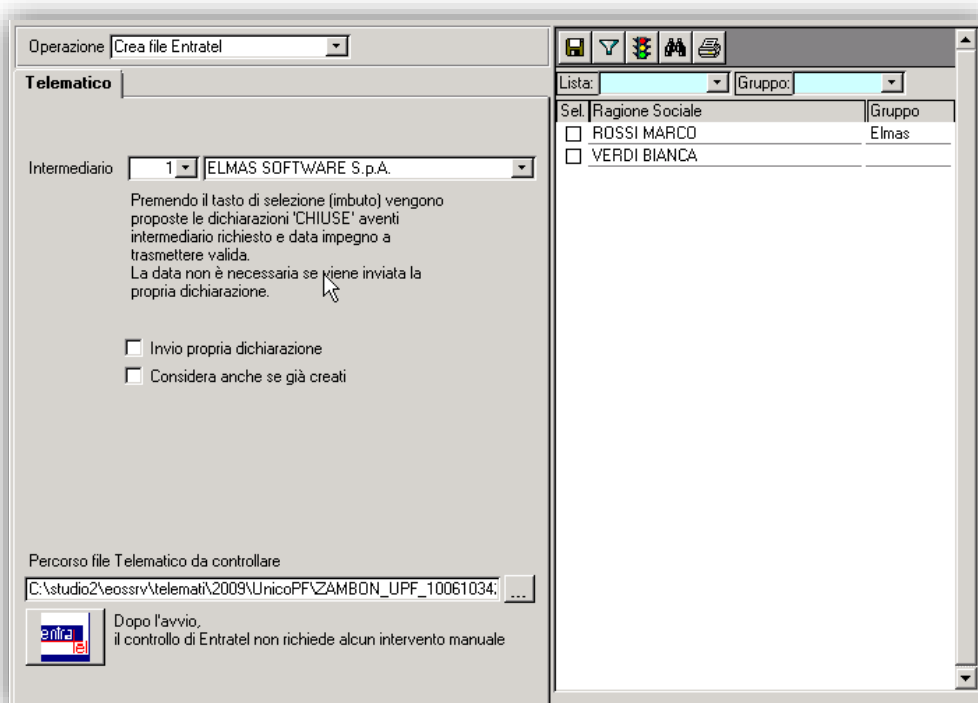 Operazione Crea file Entratel
Telematico
Intermediario 1 ELMAS SOFTWARE S.p.A.
Premendo il tasto di selezione (imbuto) vengono
proposte le dichiarazioni 'CHIUSE' aventi
intermediario richiesto e data impegno a
trasmettere valida.
La data non è necessaria se viene inviata la
propria dichiarazione.
Invio propria dichiarazione
Considera anche se già creati
Percorso file Telematico da controllare
C:\studio2\eossrv\telemati\2009\UnicoPF\ZAMBON_UPF_10061034
...
entra
tel
Dopo l'avvio,
il controllo di Entratel non richiede alcun intervento manuale
Lista: Gruppo:
Sel. Ragione Sociale Gruppo
ROSSI MARCO Elmas
VERDI BIANCA